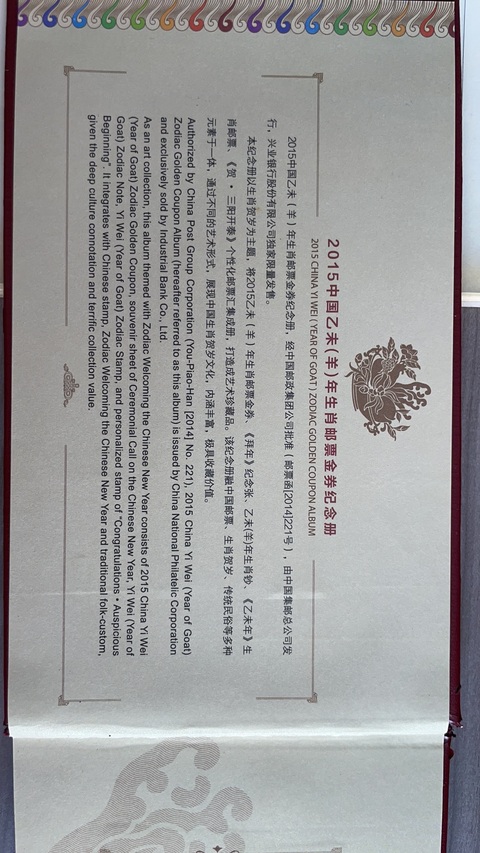 2015中国乙未(羊)年生肖邮票金券纪念册
2015 CHINA YI WEI (YEAR OF GOAT) ZODIAC GOLDEN COUPON ALBUM
2015中国乙未(羊)年生肖邮票金券纪念册,经中国邮政集团公司批准(邮票函[2014]221号),由中国集邮总公司发
行,兴业银行股份有限公司独家限量发售。
本纪念册以生肖贺岁为主题,将2015乙未(羊)年生肖邮票金券、《拜年》纪念张、乙未(羊)年生肖钞、《乙未年》生
肖邮票、《贺·三阳开泰》个性化邮票汇集成册,打造成艺术珍藏品。该纪念册融中国邮票、生肖贺岁、传统民俗等多种
元素于一体,通过不同的艺术形式,展现中国生肖贺岁文化,内涵丰富,极具收藏价值。
Authorized by China Post Group Corporation (You-Piao-Han [2014] No. 221), 2015 China Yi Wei (Year of Goat)
Zodiac Golden Coupon Album (hereafter referred to as this album) is issued by China National Philatelic Corporation
and exclusively sold by Industrial Bank Co., Ltd.
As an art collection, this album themed with Zodiac Welcoming the Chinese New Year consists of 2015 China Yi Wei
(Year of Goat) Zodiac Golden Coupon, souvenir sheet of Ceremonial Call on the Chinese New Year, Yi Wei (Year of
Goat) Zodiac Note, Yi Wei (Year of Goat) Zodiac Stamp, and personalized stamp of "Congratulations • Auspicious
Beginning". It integrates with Chinese stamp, Zodiac Welcoming the Chinese New Year and traditional folk-custom,
given the deep culture connotation and terrific collection value.